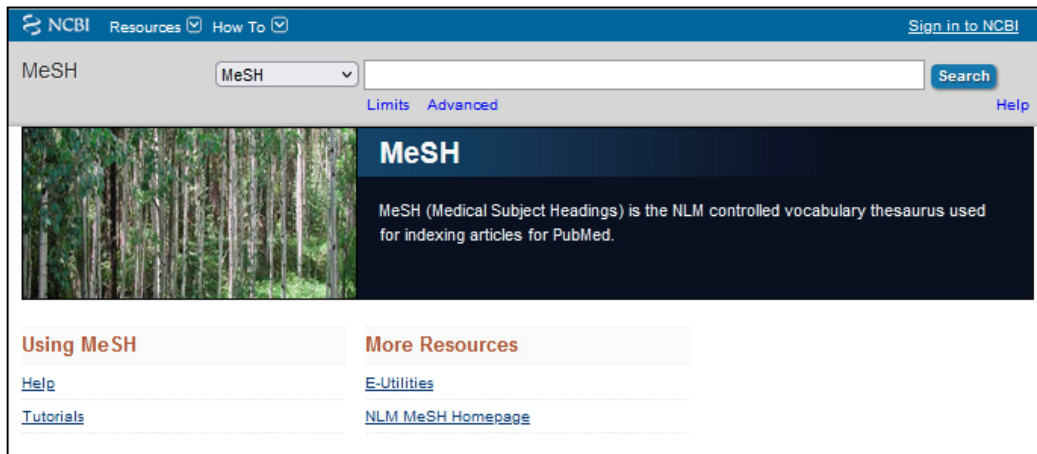 NCBI Resources How To Sign in to NCBI
MeSH MeSH Search
Limits Advanced Help
MeSH
MeSH (Medical Subject Headings) is the NLM controlled vocabulary thesaurus used
for indexing articles for PubMed.
Using MeSH
Help
Tutorials
More Resources
E-Utilities
NLM MeSH Homepage